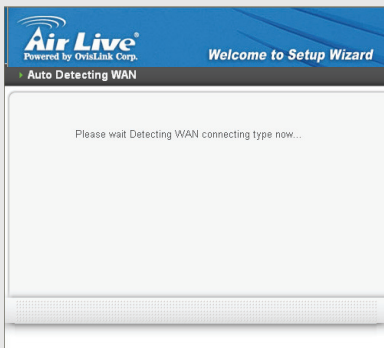 Air Live®
Powered by OvisLink Corp.
Welcome to Setup Wizard
Auto Detecting WAN
Please wait Detecting WAN connecting type now...